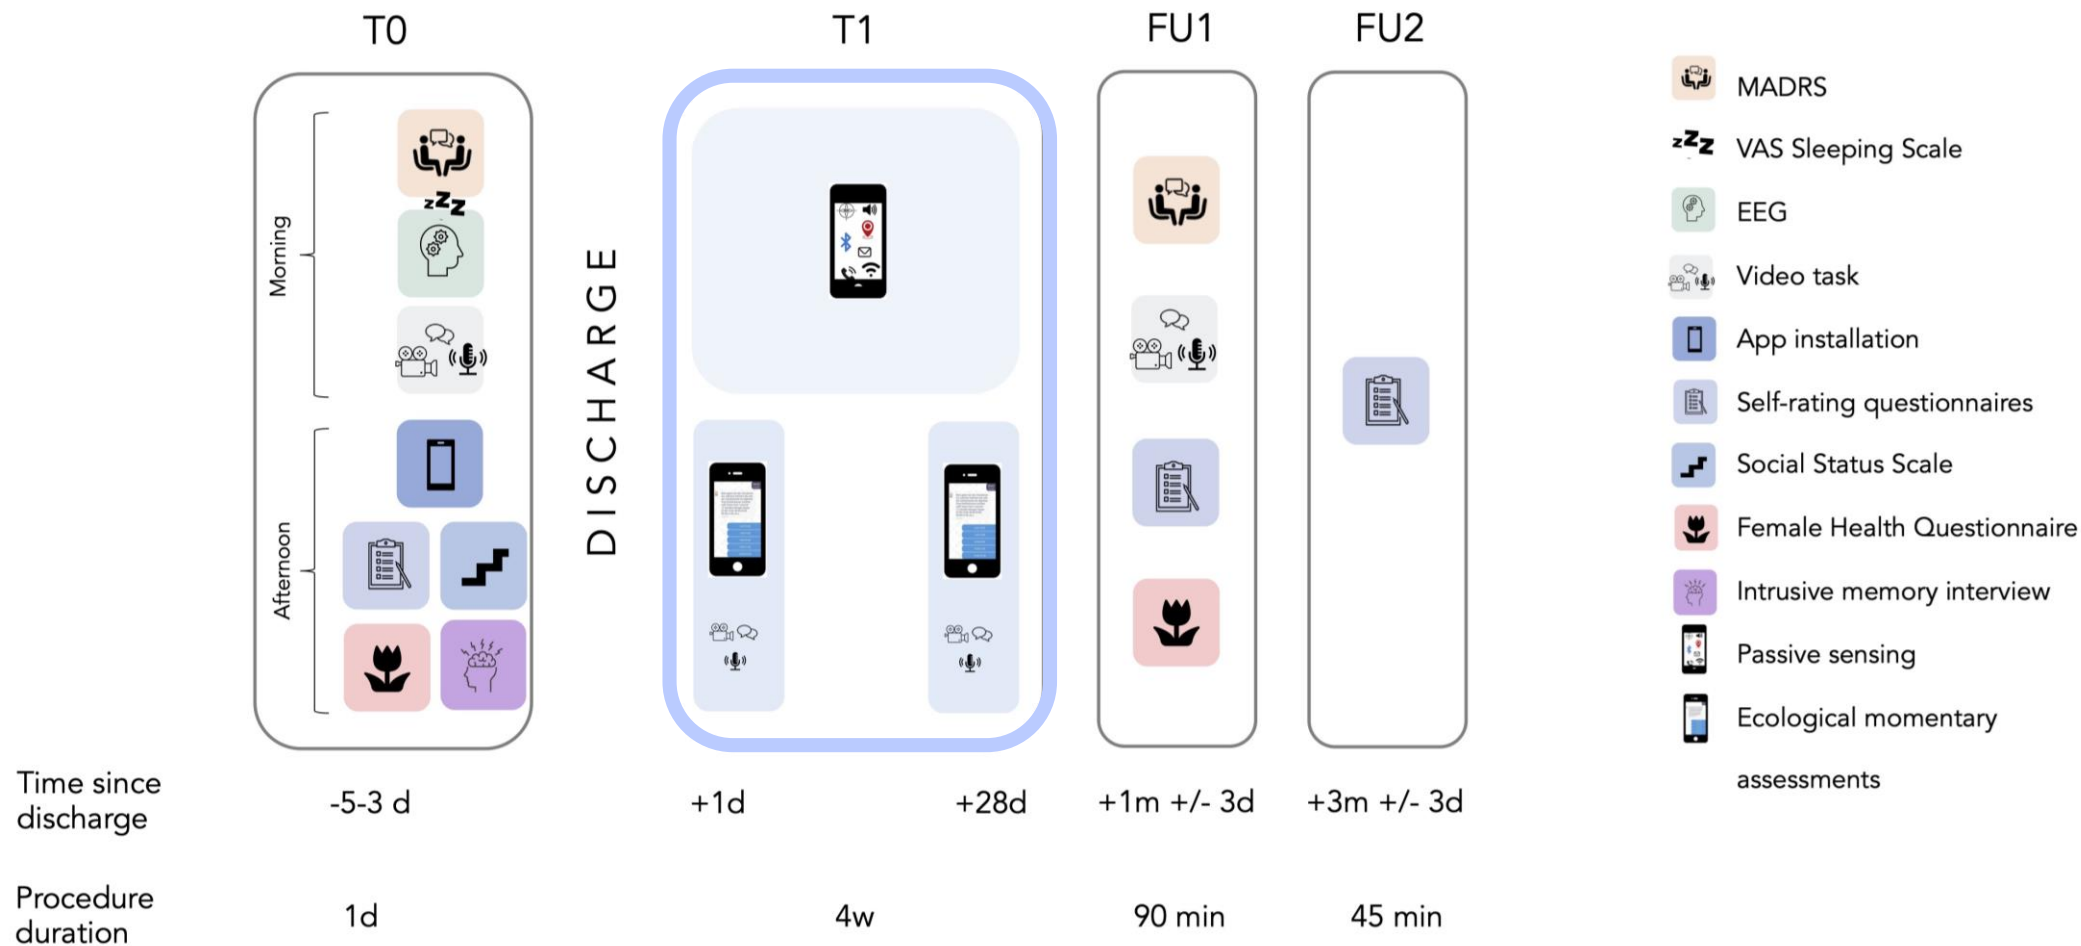 T0
T1
FU1
FU2
Morning
Afternoon
zzz
DISCHARGE
MADRS
zzz VAS Sleeping Scale
EEG
Video task
App installation
Self-rating questionnaires
Social Status Scale
Female Health Questionnaire
Intrusive memory interview
Passive sensing
Ecological momentary
assessments
Time since
discharge
-5-3 d
+1d
+28d
+1m +/- 3d
+3m +/- 3d
Procedure
duration
1d
4w
90 min
45 min